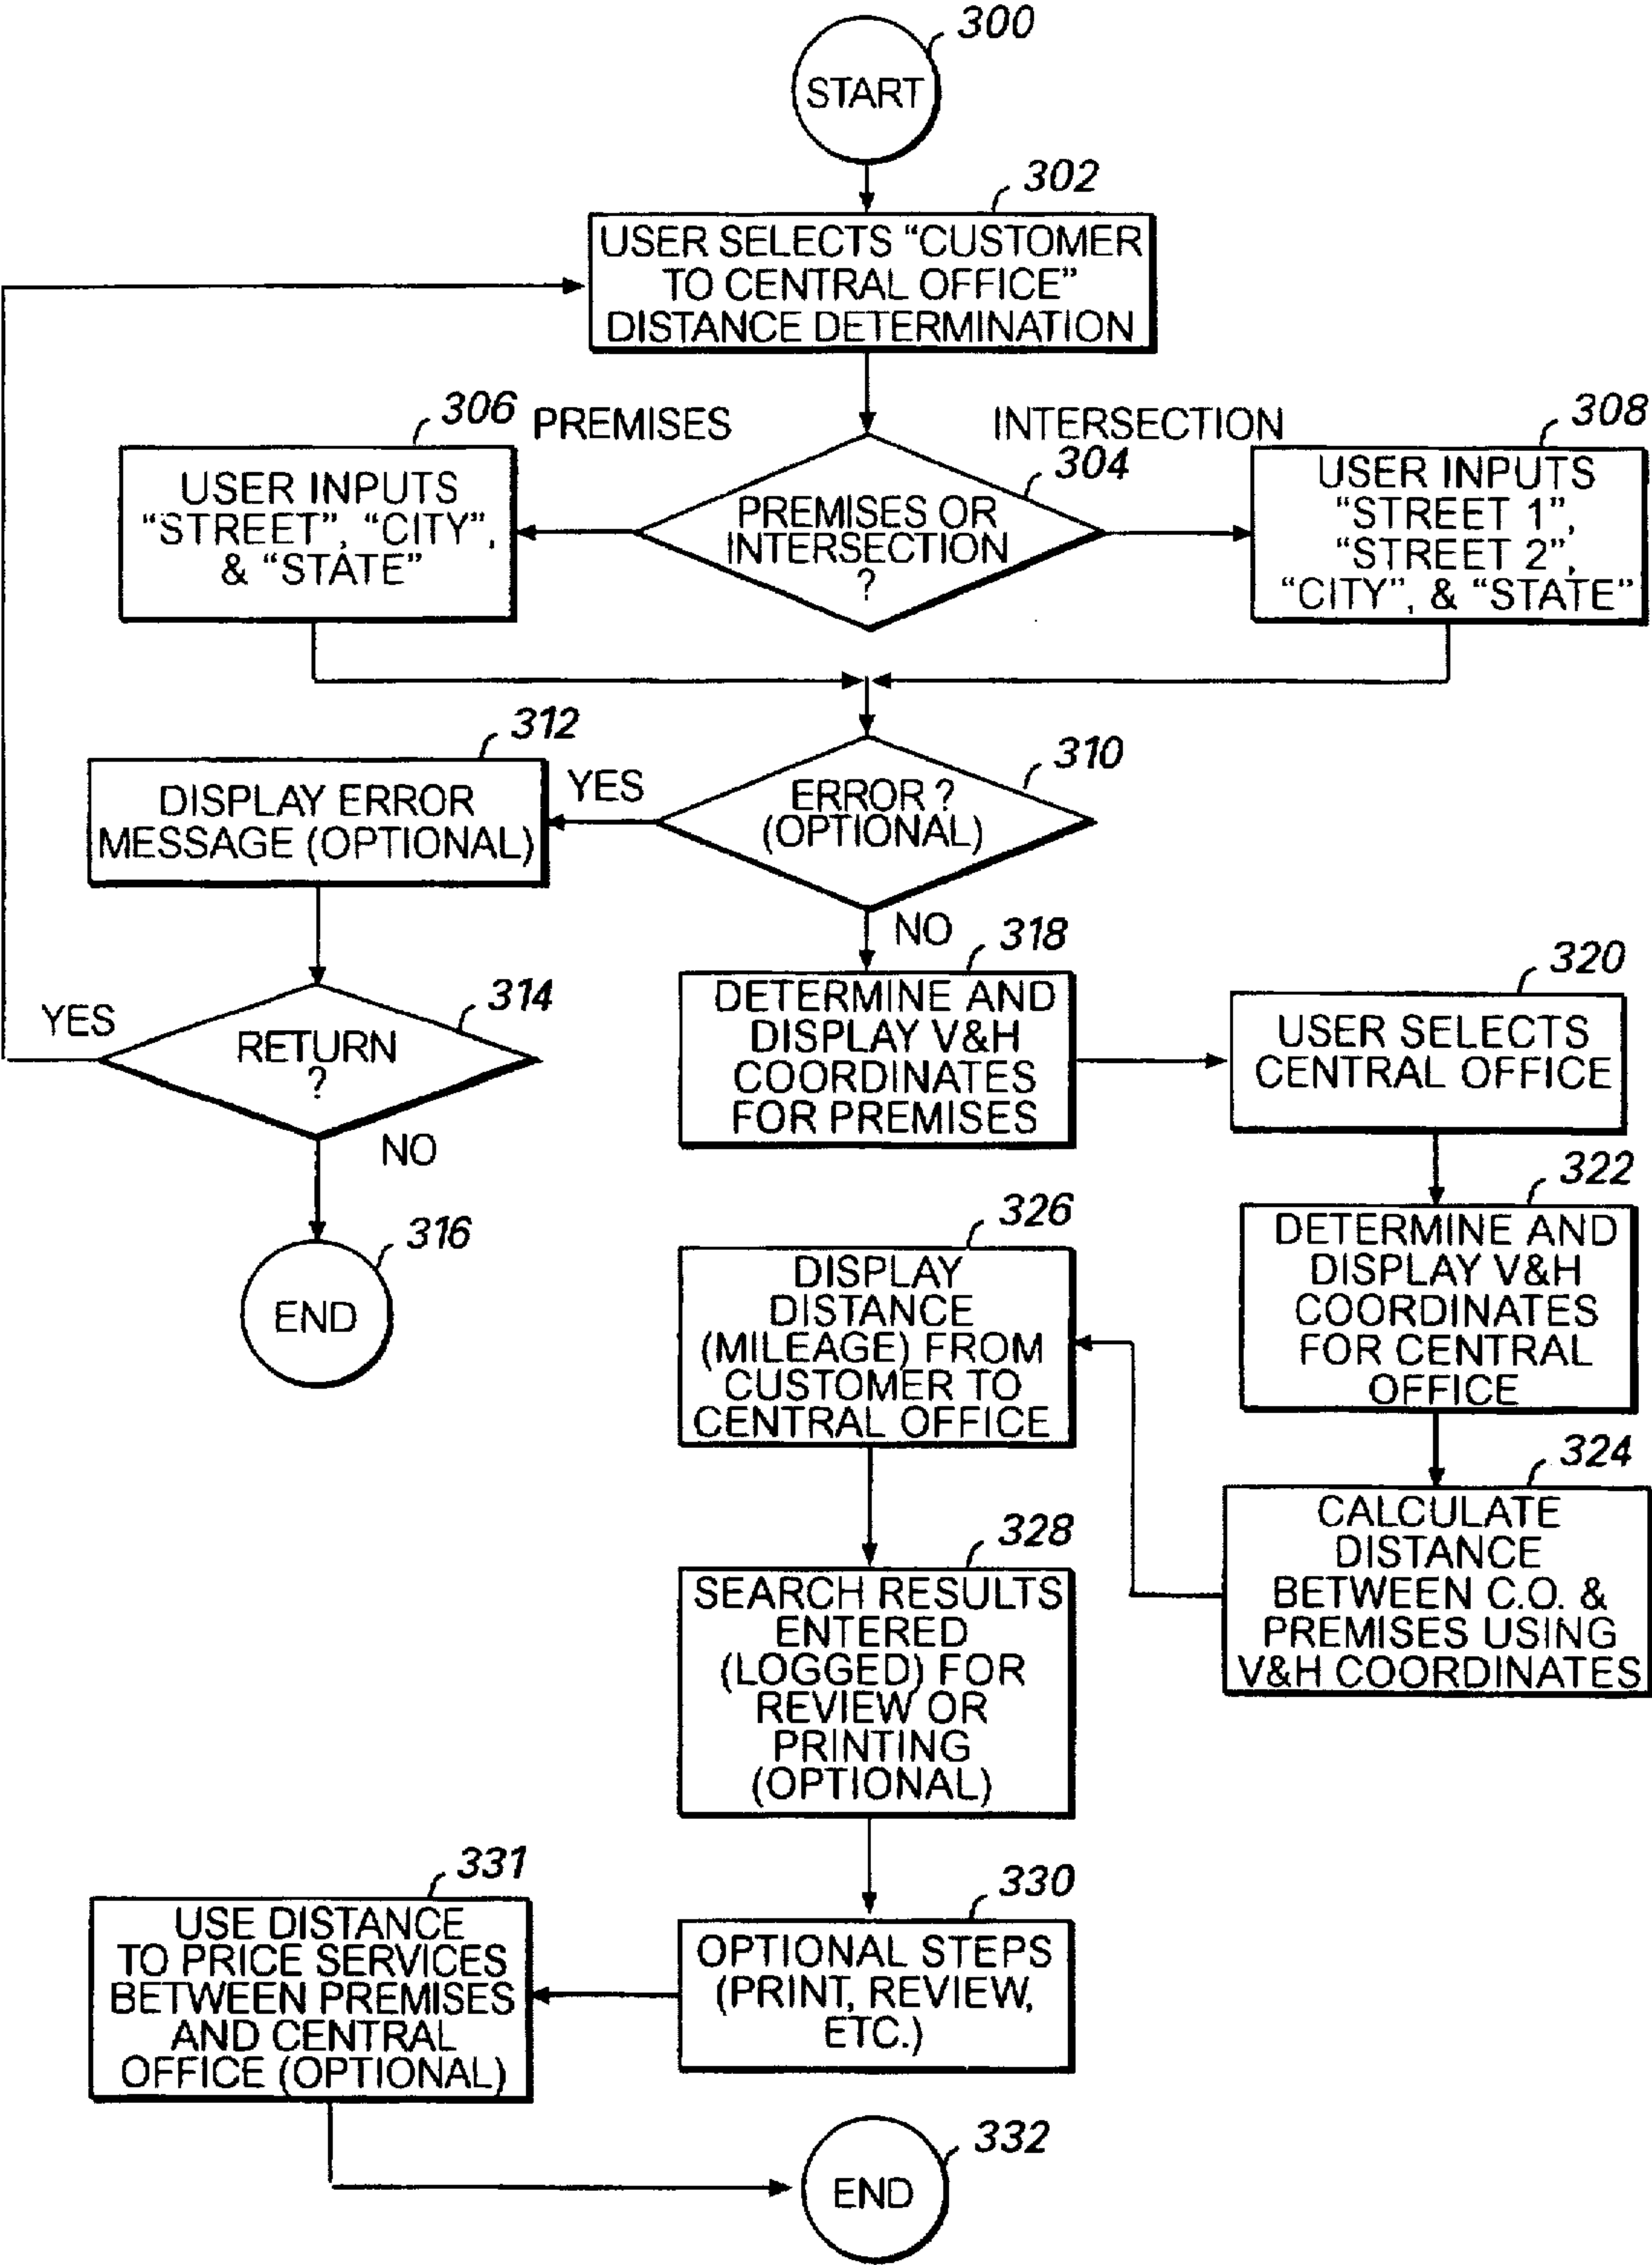 300
START
302
USER SELECTS “CUSTOMER
TO CENTRAL OFFICE”
DISTANCE DETERMINATION
306
PREMISES
INTERSECTION
308
304
USER INPUTS
“STREET”, “CITY”,
& “STATE”
PREMISES OR
INTERSECTION
?
USER INPUTS
“STREET 1”,
“STREET 2”,
“CITY”, & “STATE”
312
310
DISPLAY ERROR
MESSAGE (OPTIONAL)
YES
ERROR ?
(OPTIONAL)
NO
318
314
YES
RETURN
?
NO
DETERMINE AND
DISPLAY V&H
COORDINATES
FOR PREMISES
320
USER SELECTS
CENTRAL OFFICE
316
END
322
DETERMINE AND
DISPLAY V&H
COORDINATES
FOR CENTRAL
OFFICE
326
DISPLAY
DISTANCE
(MILEAGE) FROM
CUSTOMER TO
CENTRAL OFFICE
324
CALCULATE
DISTANCE
BETWEEN C.O. &
PREMISES USING
V&H COORDINATES
328
SEARCH RESULTS
ENTERED
(LOGGED) FOR
REVIEW OR
PRINTING
(OPTIONAL)
330
OPTIONAL STEPS
(PRINT, REVIEW,
ETC.)
331
USE DISTANCE
TO PRICE SERVICES
BETWEEN PREMISES
AND CENTRAL
OFFICE (OPTIONAL)
332
END